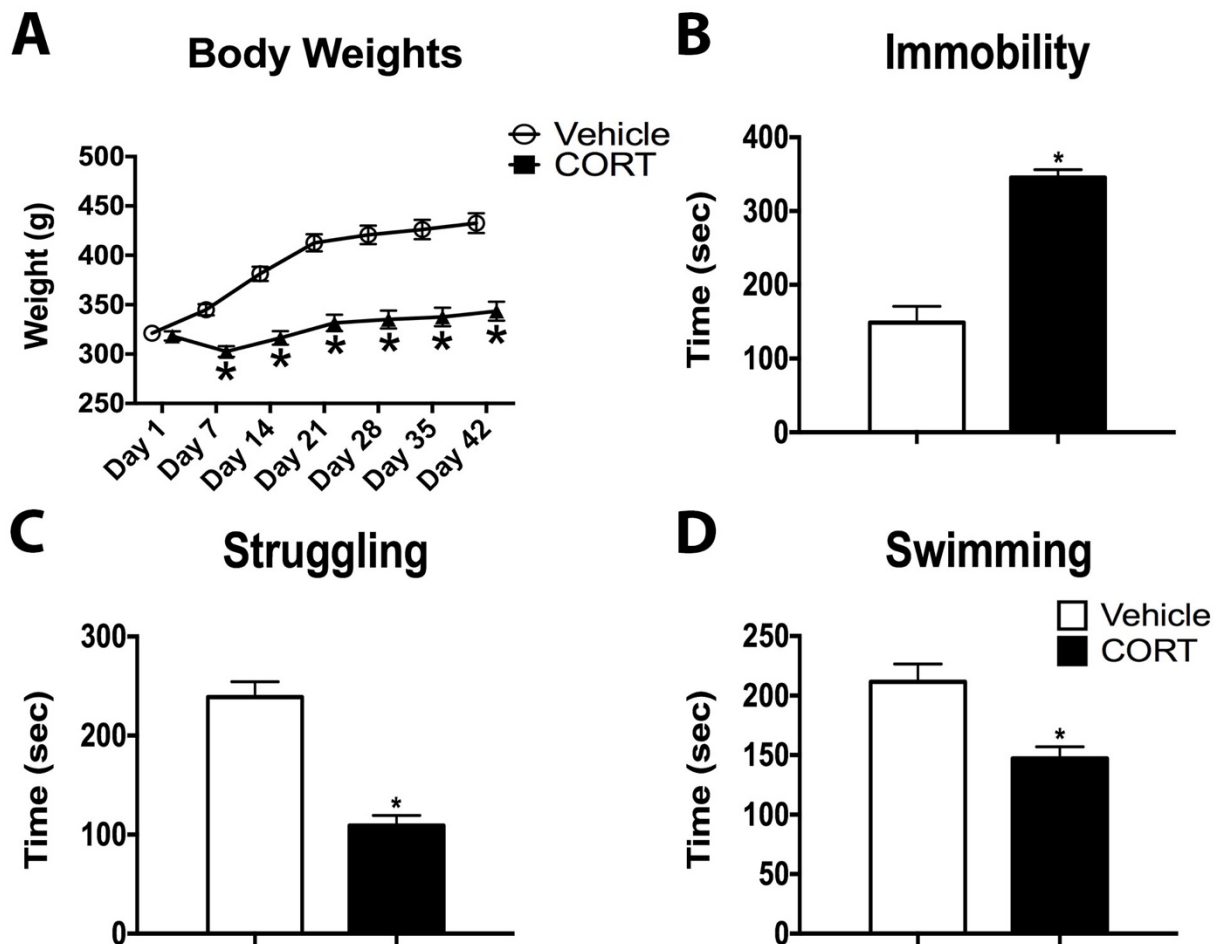 A
Body Weights
Vehicle
CORT
Weight (g)
500
450
400
350
300
250
* * * * * *
Day 1
Day 7
Day 14
Day 21
Day 28
Day 35
Day 42
B
Immobility
Time (sec)
400
300
200
100
0
*
C
Struggling
Time (sec)
300
200
100
0
*
D
Swimming
Vehicle
CORT
Time (sec)
250
200
150
100
50
0
*